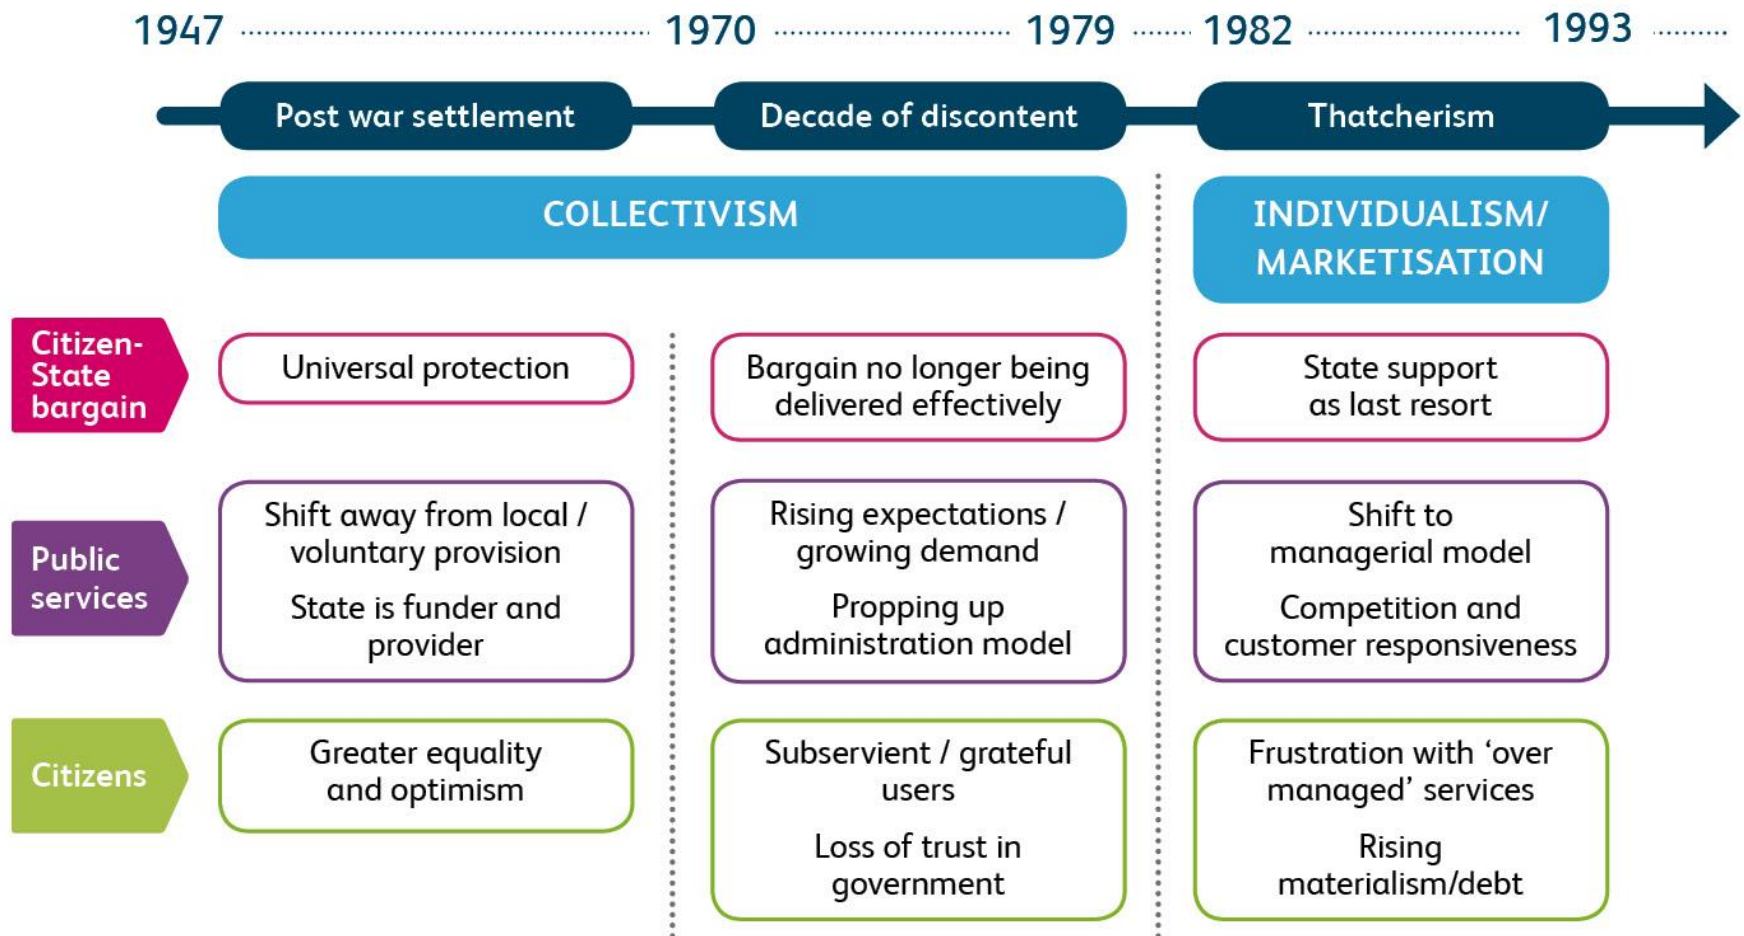 1947 1970 1979 1982 1993
Post war settlement
Decade of discontent
Thatcherism
COLLECTIVISM
INDIVIDUALISM/
MARKETISATION
Citizen-
State
bargain
Universal protection
Bargain no longer being
delivered effectively
State support
as last resort
Public
services
Shift away from local /
voluntary provision
State is funder and
provider
Rising expectations /
growing demand
Propping up
administration model
Shift to
managerial model
Competition and
customer responsiveness
Citizens
Greater equality
and optimism
Subservient / grateful
users
Loss of trust in
government
Frustration with ‘over
managed’ services
Rising
materialism/debt